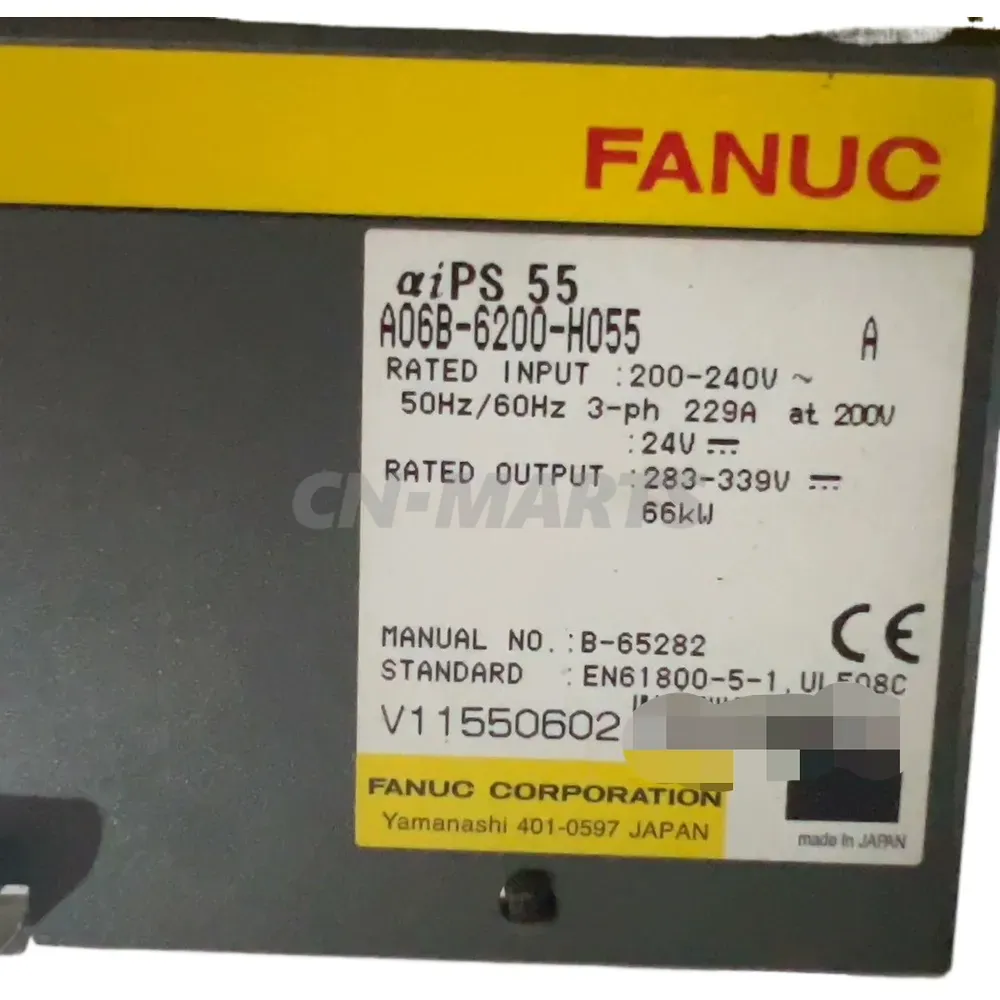 FANUC
αiPS 55
A06B-6200-H055 A
RATED INPUT :200-240V ~
50Hz/60Hz 3-ph 229A at 200V
:24V ⎓
RATED OUTPUT :283-339V ⎓
66kW
CN-MARTS
MANUAL NO.:B-65282
STANDARD :EN61800-5-1,UL508C
V11550602
CE
FANUC CORPORATION
Yamanashi 401-0597 JAPAN
made in JAPAN